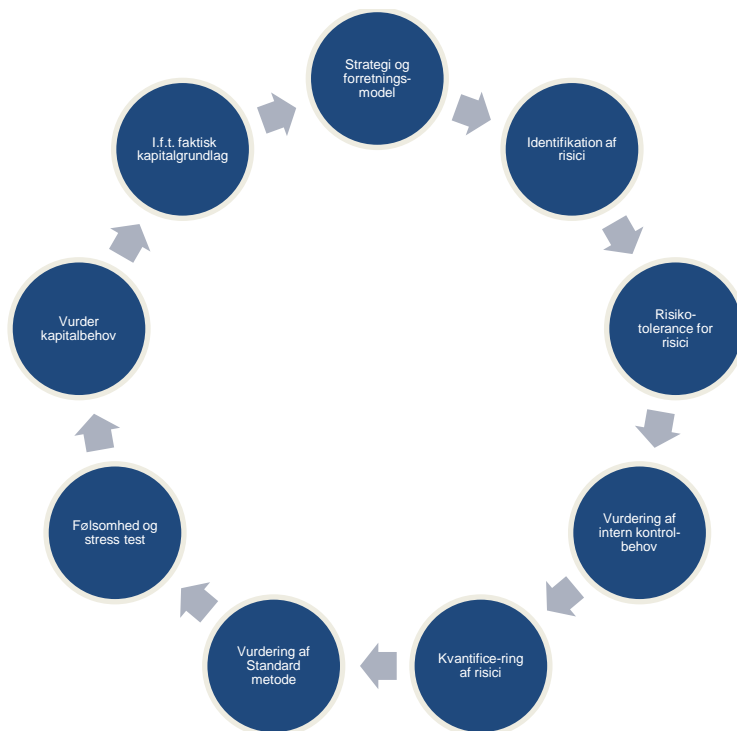 Strategi og
forretnings-
model
Identifikation af
risici
Risiko-
tolerance for
risici
Vurdering af
intern kontrol-
behov
Kvantifice-ring
af risici
Vurdering af
Standard
metode
Følsomhed og
stress test
Vurder
kapitalbehov
I.f.t. faktisk
kapitalgrundlag